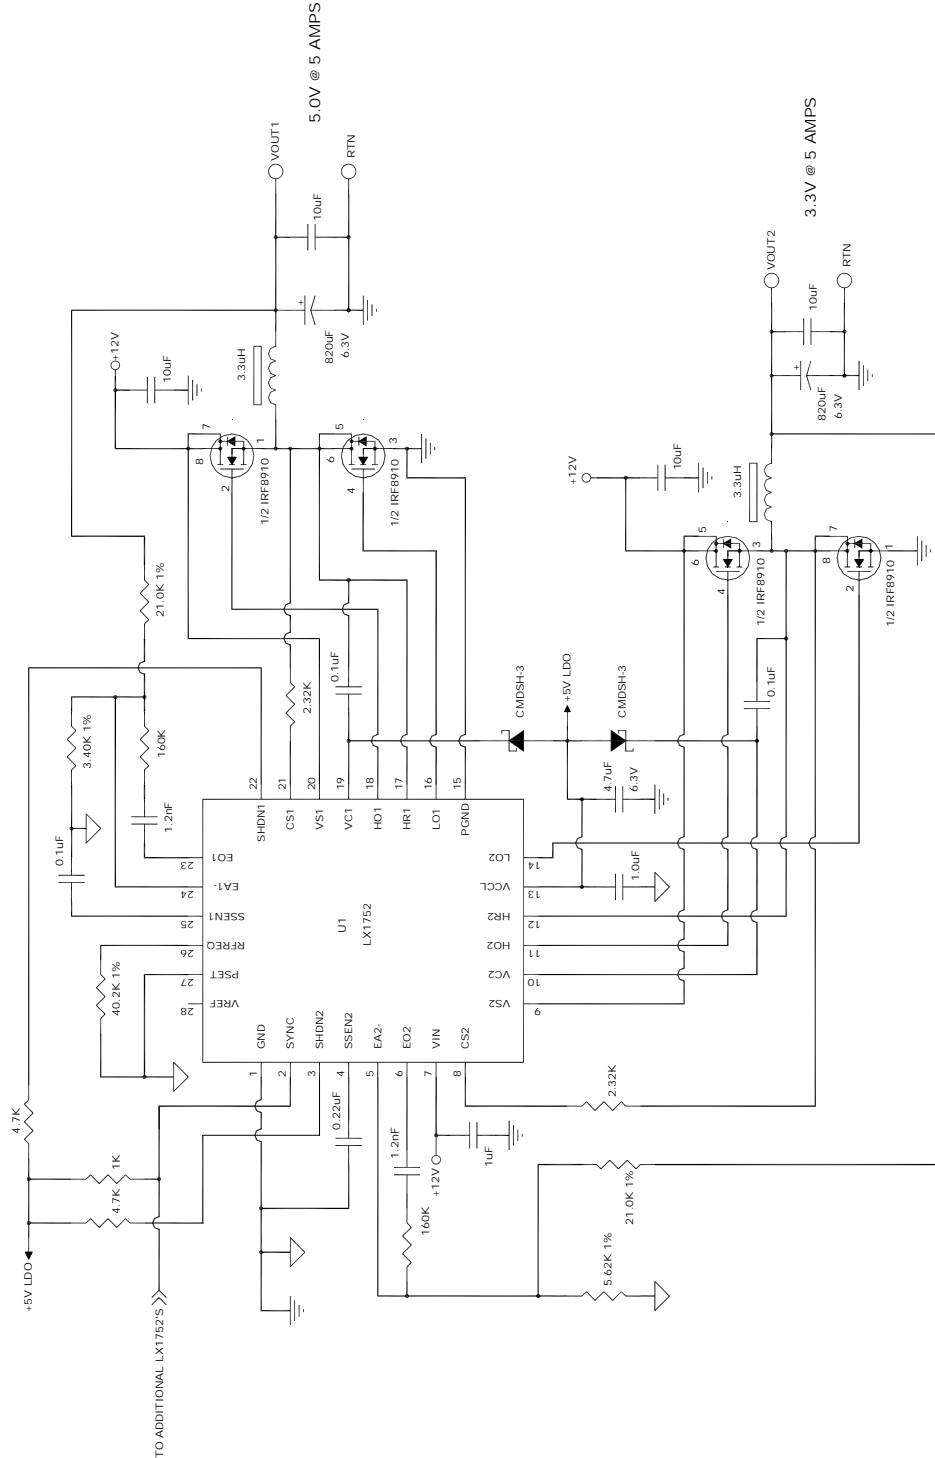 5.0V @ 5 AMPS
VOUT1
RTN
10uF
+
820uF
6.3V
3.3uH
+12V
10uF
7
8
2
1
1/2 IRF8910
5
6
4
3
1/2 IRF8910
3.3V @ 5 AMPS
VOUT2
RTN
10uF
+
820uF
6.3V
3.3uH
+12V
10uF
5
6
4
3
1/2 IRF8910
7
8
2
1
1/2 IRF8910
21.0K 1%
3.40K 1%
160K
1.2nF
0.1uF
40.2K 1%
2.32K
0.1uF
CMDSH-3
+5V LDO
CMDSH-3
4.7uF
6.3V
1.0uF
0.1uF
22
21
20
19
18
17
16
15
SHDN1
CS1
VS1
VC1
HO1
HR1
LO1
PGND
23
24
25
26
27
28
EO1
EA1-
SSEN1
RFREQ
PSET
VREF
U1
LX1752
LO2
VCCL
HR2
HO2
VC2
VS2
14
13
12
11
10
9
GND
SYNC
SHDN2
SSEN2
EA2-
EO2
VIN
CS2
1
2
3
4
5
6
7
8
4.7K
1K
4.7K
+5V LDO
TO ADDITIONAL LX1752'S
0.22uF
1.2nF
160K
+12V
1uF
2.32K
21.0K 1%
5.62K 1%